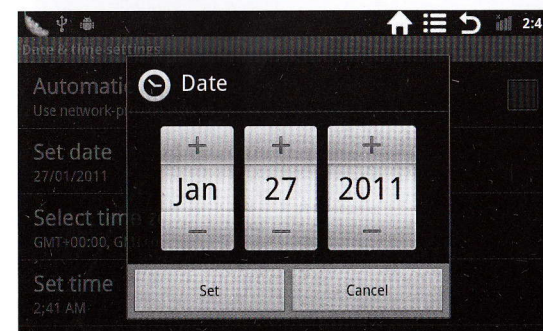 2:4
Date & time settings
Automati
Use network-p
Date
+ + +
Jan 27 2011
— — —
Set Cancel
Set date
27/01/2011
Select tim
GMT+00:00, G
Set time
2;41 AM